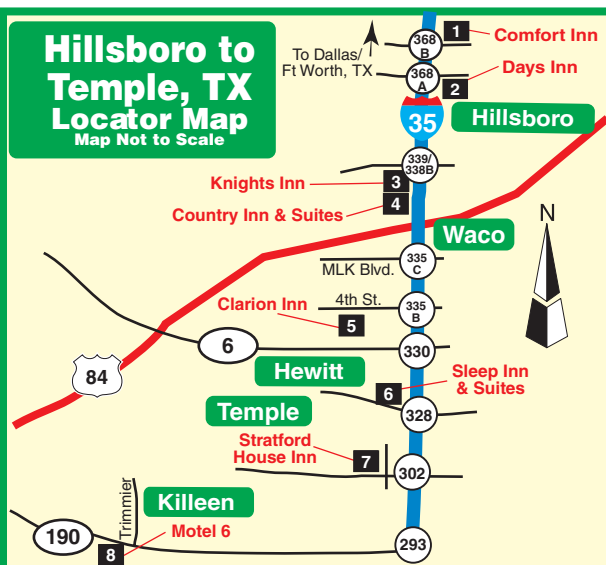 Hillsboro to
Temple, TX
Locator Map
Map Not to Scale
To Dallas/
Ft Worth, TX
368
B
1
Comfort Inn
368
A
2
Days Inn
35
Hillsboro
339/
338B
Knights Inn
3
Country Inn & Suites
4
N
Waco
335
C
MLK Blvd.
4th St.
335
B
Clarion Inn
5
6
330
84
Hewitt
Sleep Inn
& Suites
6
Temple
328
Stratford
House Inn
7
302
Killeen
Trimmier
190
Motel 6
8
293